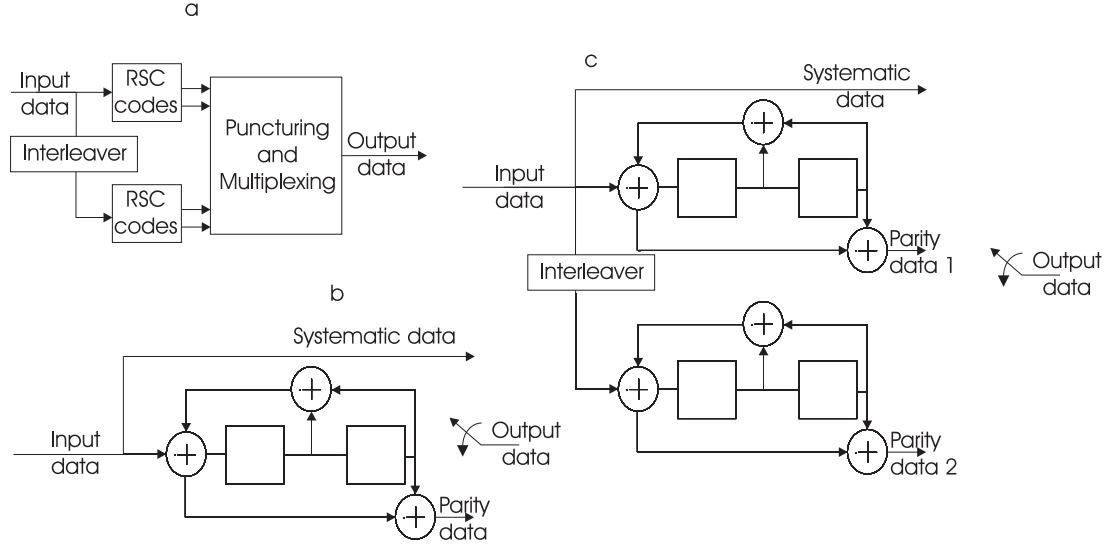 a
Input
data
RSC
codes
Interleaver
RSC
codes
Puncturing
and
Multiplexing
Output
data
b
Systematic data
Input
data
Output
data
Parity
data
c
Systematic
data
Input
data
Parity
data 1
Interleaver
Output
data
Parity
data 2